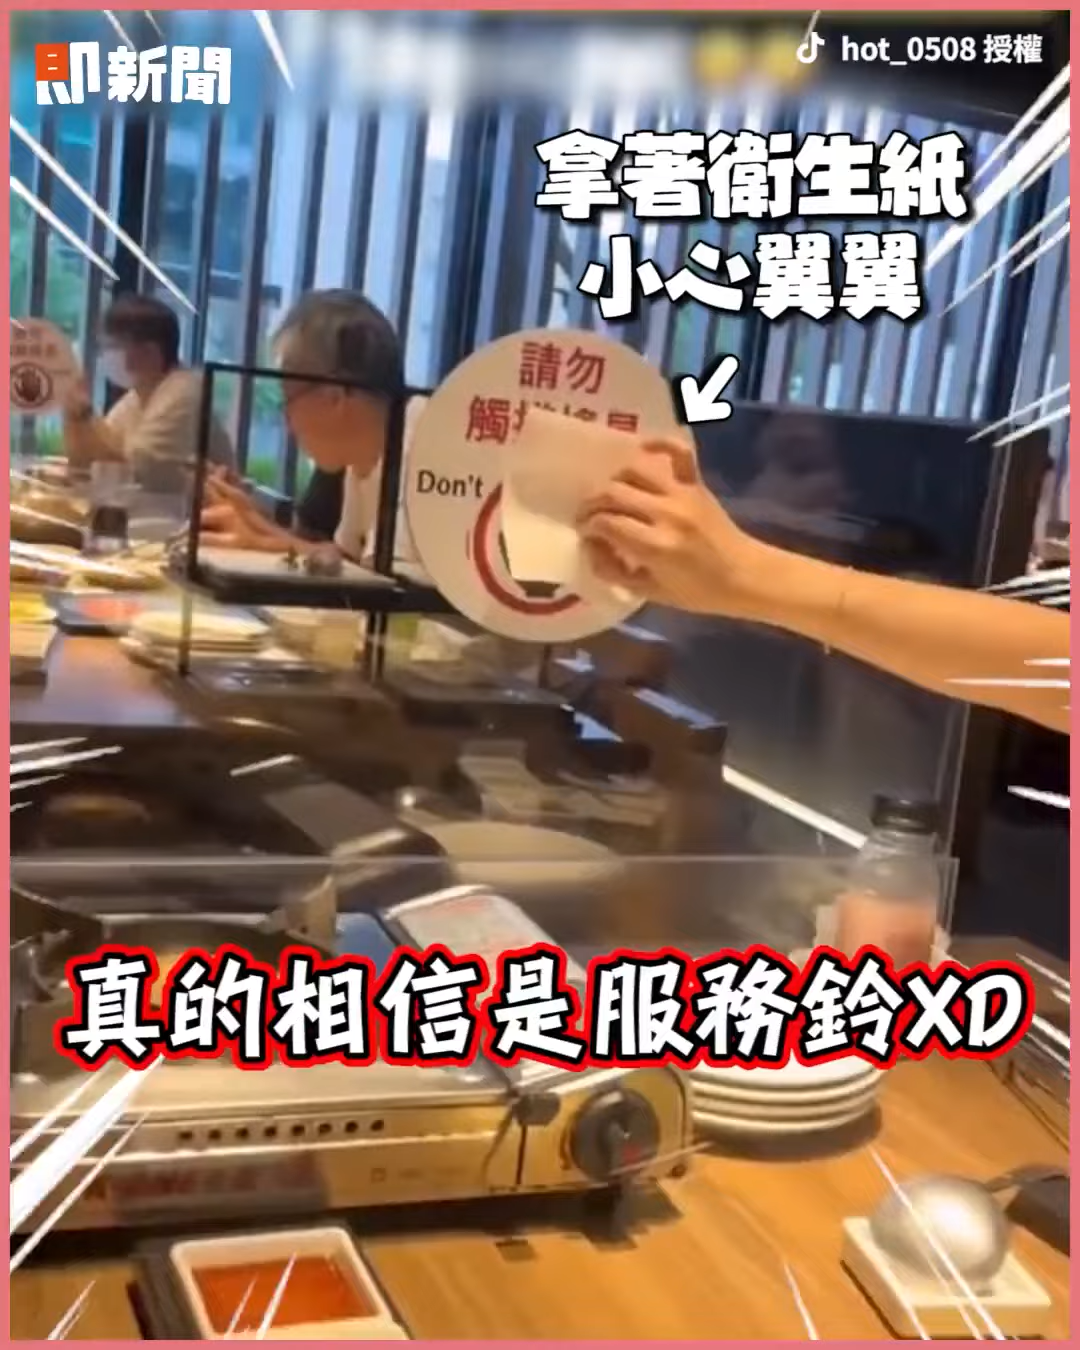 即新聞
hot_0508 授權
拿著衛生紙
小心翼翼
請勿
觸
Don't
真的相信是服務鈴XD